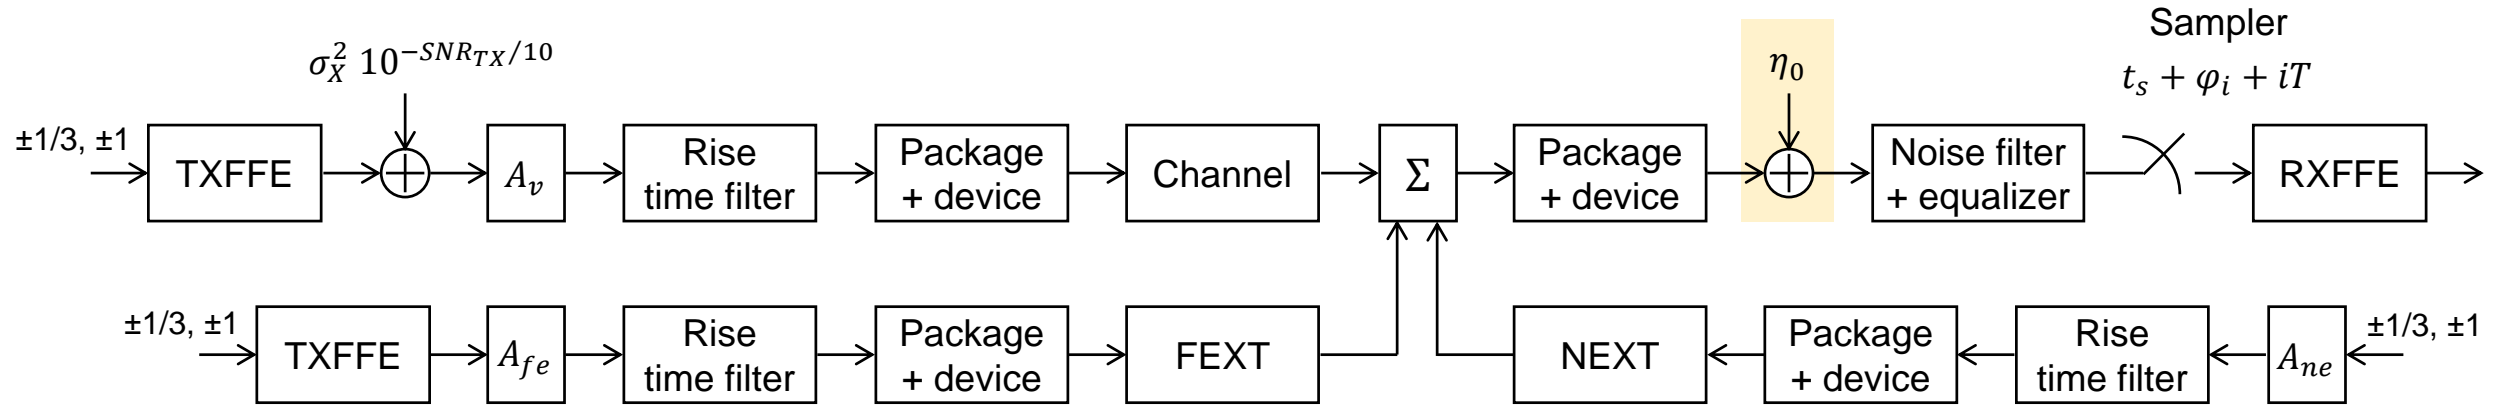 Sampler
σ_X^2 10^{−SNR_{TX}/10}
η_0
t_s + φ_i + iT
±1/3, ±1
TXFFE
A_v
Rise
time filter
Package
+ device
Channel
Σ
Package
+ device
Noise filter
+ equalizer
RXFFE
±1/3, ±1
TXFFE
A_{fe}
Rise
time filter
Package
+ device
FEXT
NEXT
Package
+ device
Rise
time filter
A_{ne}
±1/3, ±1